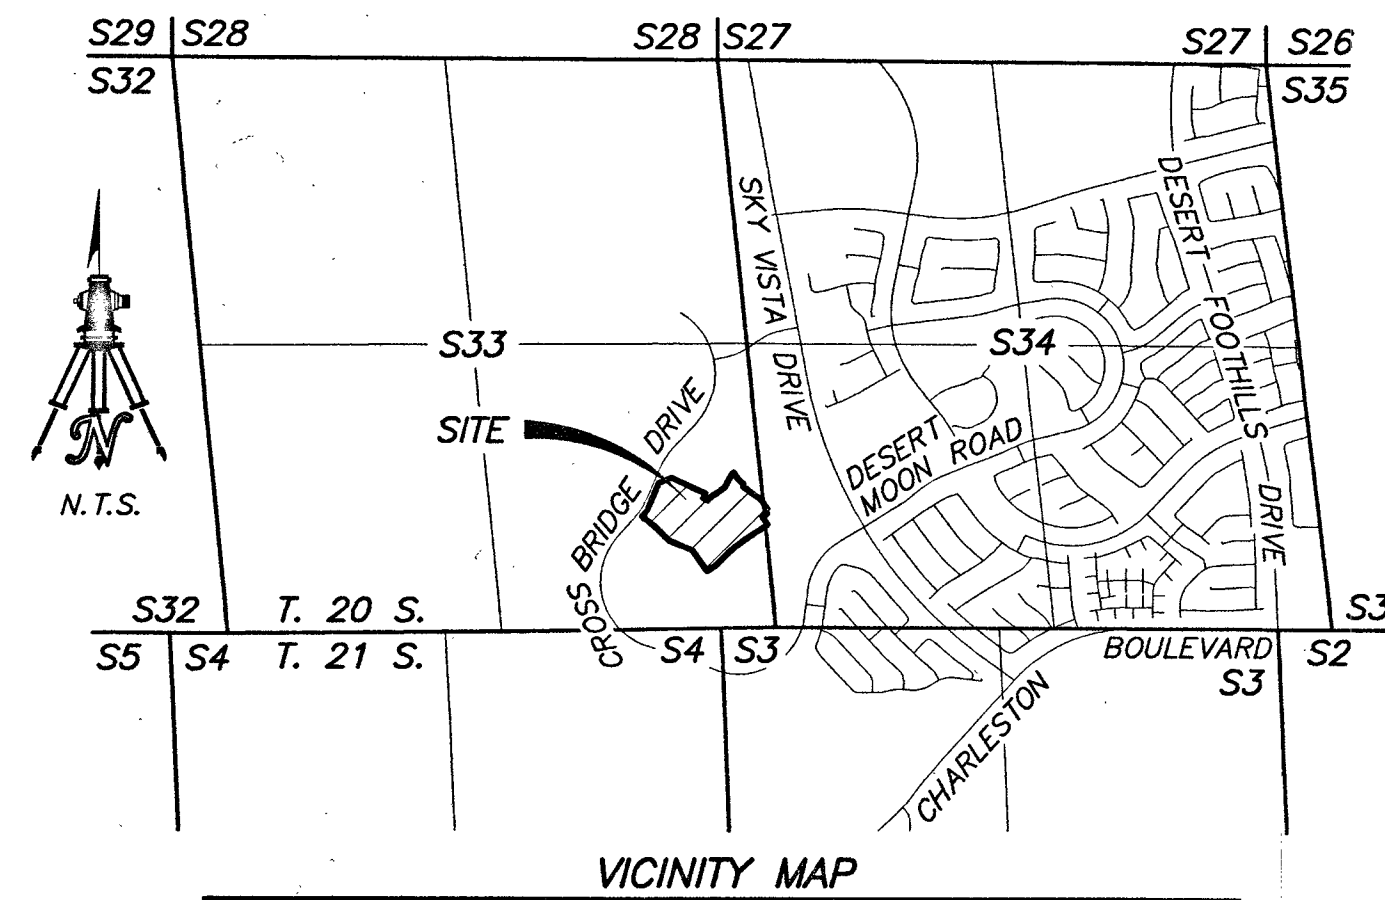 S29 S28
S28 S27
S27 S26
S32
S35
SKY VISTA DRIVE
DESERT FOOTHILLS DRIVE
S33
S34
SITE
CROSS BRIDGE DRIVE
DESERT
MOON ROAD
N
N.T.S.
S32 T. 20 S.
S5 S4 T. 21 S.
S4 S3
BOULEVARD
S2
S3
CHARLESTON
VICINITY MAP